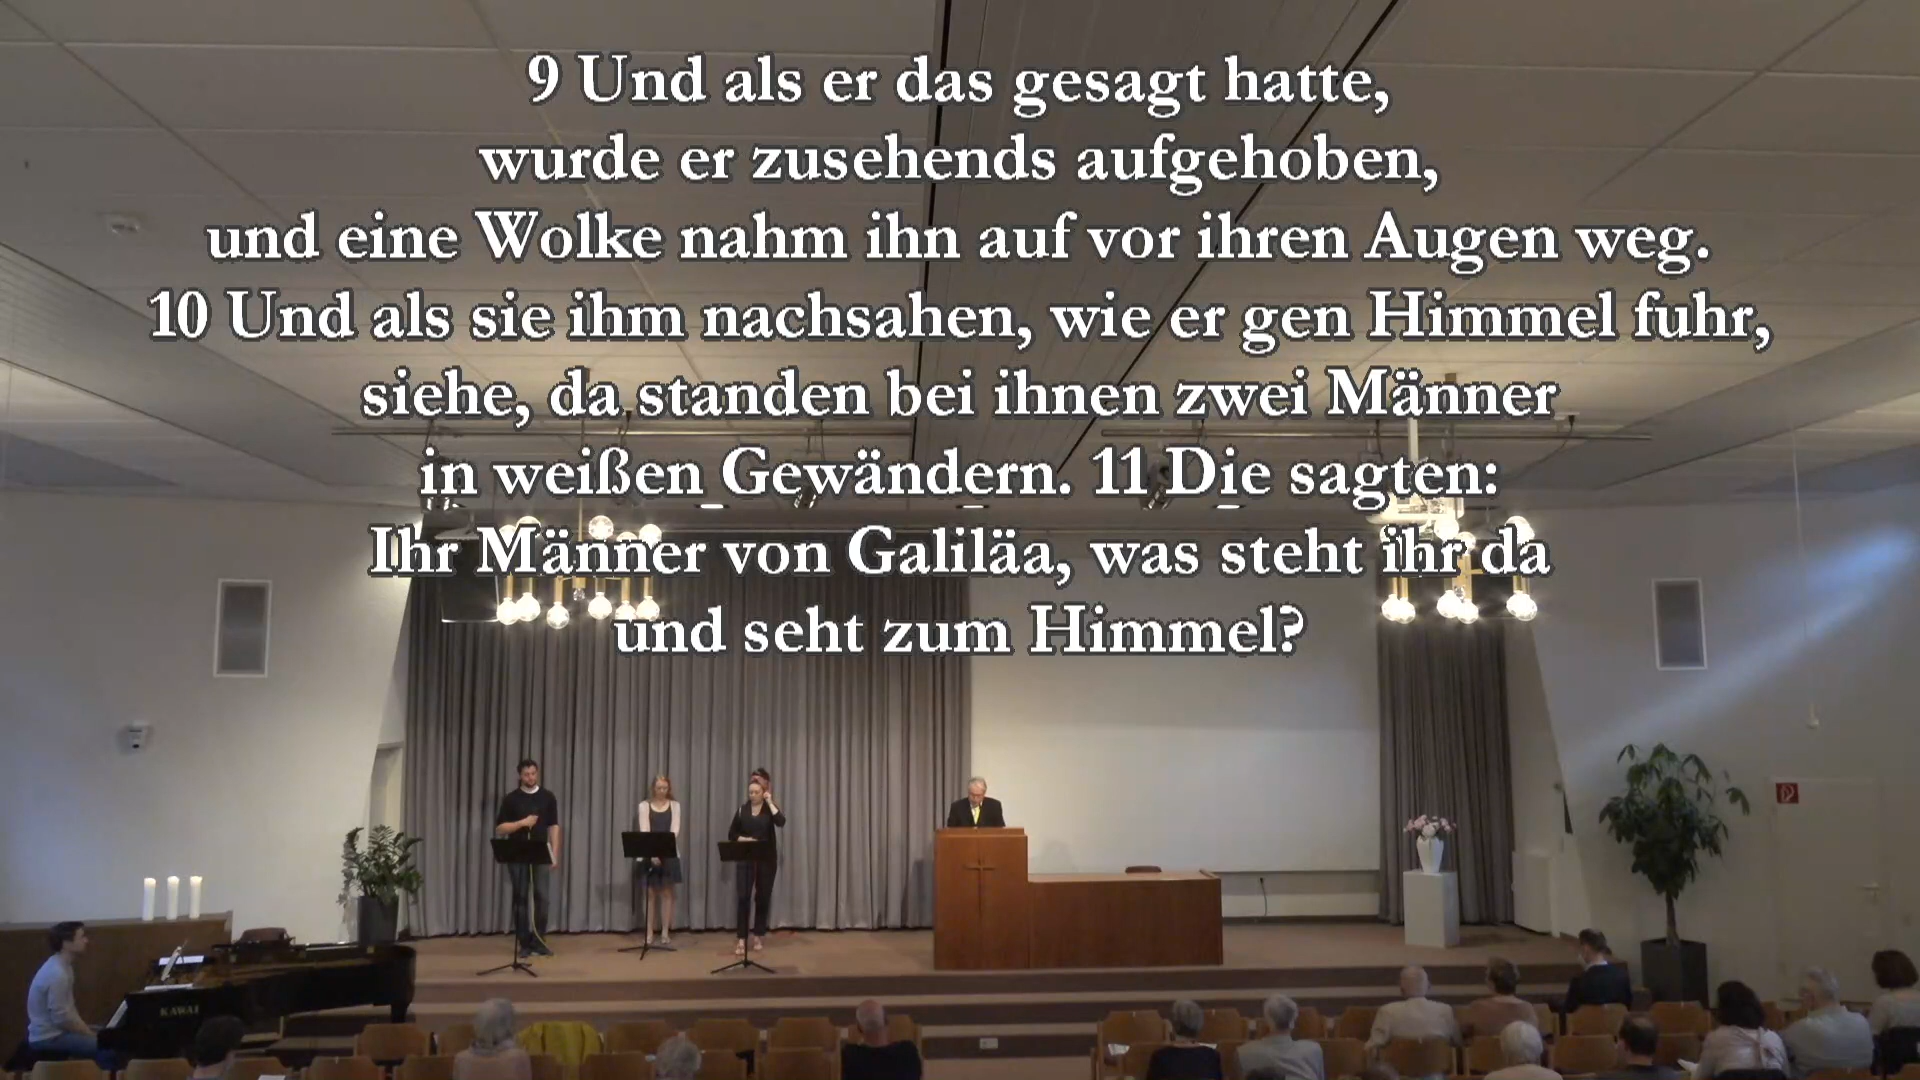 9 Und als er das gesagt hatte,
wurde er zusehends aufgehoben,
und eine Wolke nahm ihn auf vor ihren Augen weg.
10 Und als sie ihm nachsahen, wie er gen Himmel fuhr,
siehe, da standen bei ihnen zwei Männer
in weißen Gewändern. 11 Die sagten:
Ihr Männer von Galiläa, was steht ihr da
und seht zum Himmel?
KAWAI